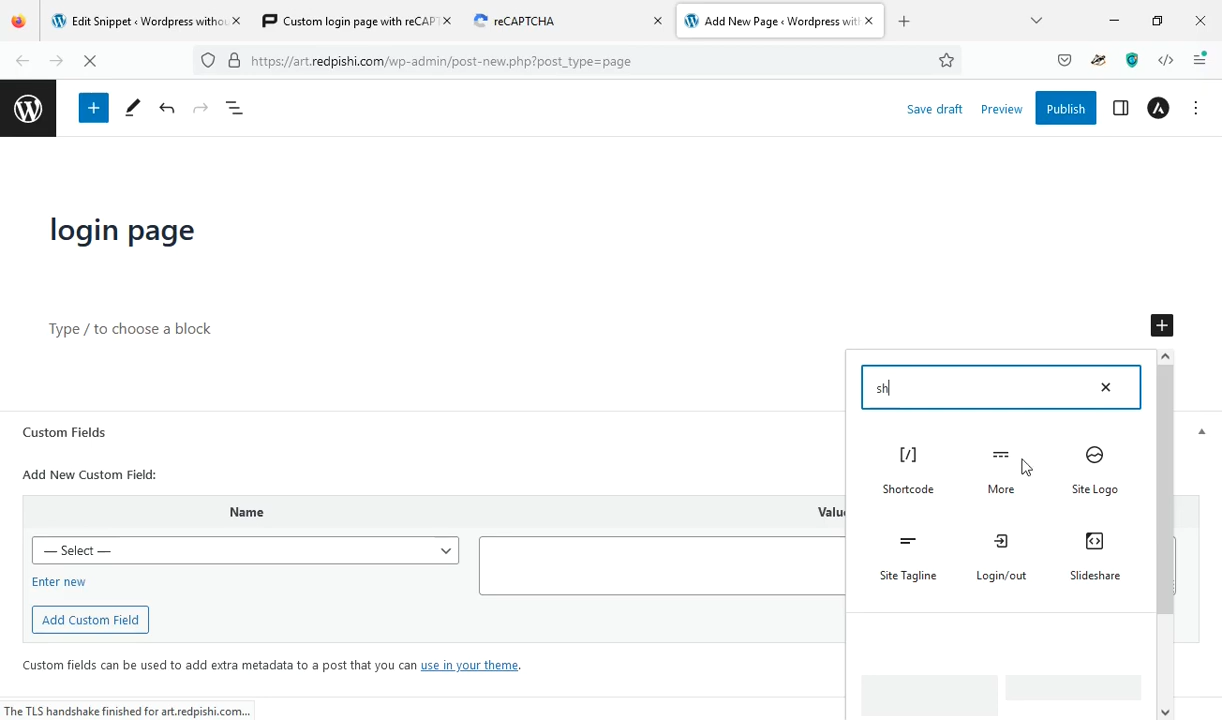 Edit Snippet ‹ Wordpress withou
Custom login page with reCAPT
reCAPTCHA
Add New Page ‹ Wordpress with
https://art.redpishi.com/wp-admin/post-new.php?post_type=page
Save draft
Preview
Publish
login page
Type / to choose a block
sh
Shortcode
More
Site Logo
Site Tagline
Login/out
Slideshare
Custom Fields
Add New Custom Field:
Name
— Select —
Enter new
Add Custom Field
Custom fields can be used to add extra metadata to a post that you can use in your theme.
The TLS handshake finished for art.redpishi.com...